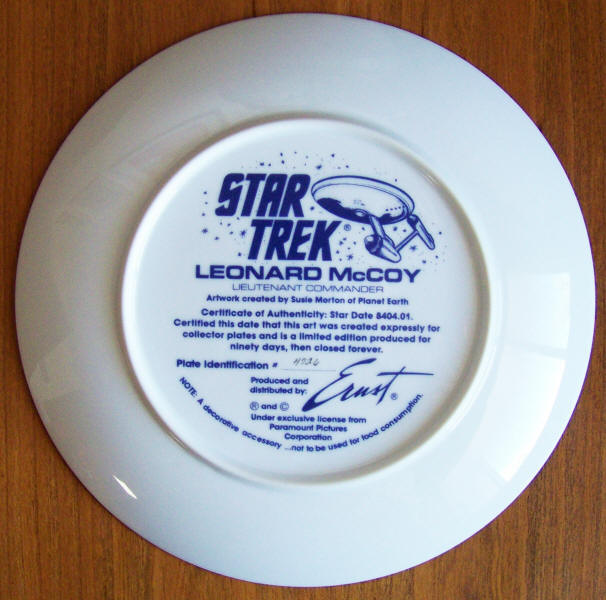 STAR
TREK®
LEONARD McCOY
LIEUTENANT COMMANDER
Artwork created by Susie Morton of Planet Earth
Certificate of Authenticity: Star Date 8404.01.
Certified this date that this art was created expressly for
collector plates and is a limited edition produced for
ninety days, then closed forever.
Plate Identification #
Produced and
distributed by: Ernst®
® and ©
Under exclusive license from
Paramount Pictures
Corporation
NOTE: A decorative accessory ...not to be used for food consumption.